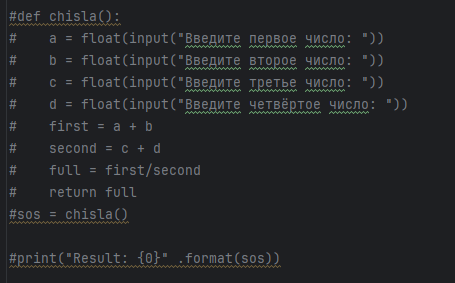 #def chisla():
#    a = float(input("Введите первое число: "))
#    b = float(input("Введите второе число: "))
#    c = float(input("Введите третье число: "))
#    d = float(input("Введите четвёртое число: "))
#    first = a + b
#    second = c + d
#    full = first/second
#    return full
#sos = chisla()
#print("Result: {0}" .format(sos))